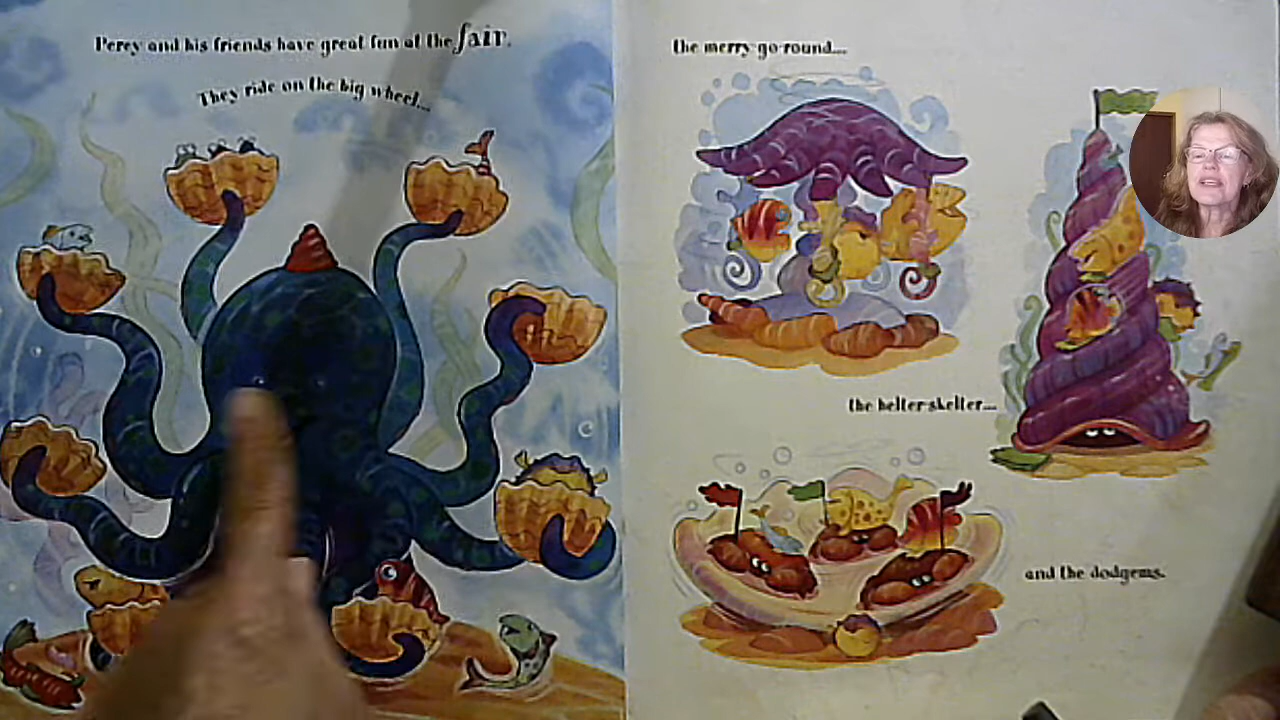 Percy and his friends have great fun at the fair.
They ride on the big wheel...
the merry-go-round...
the helter-skelter...
and the dodgems.